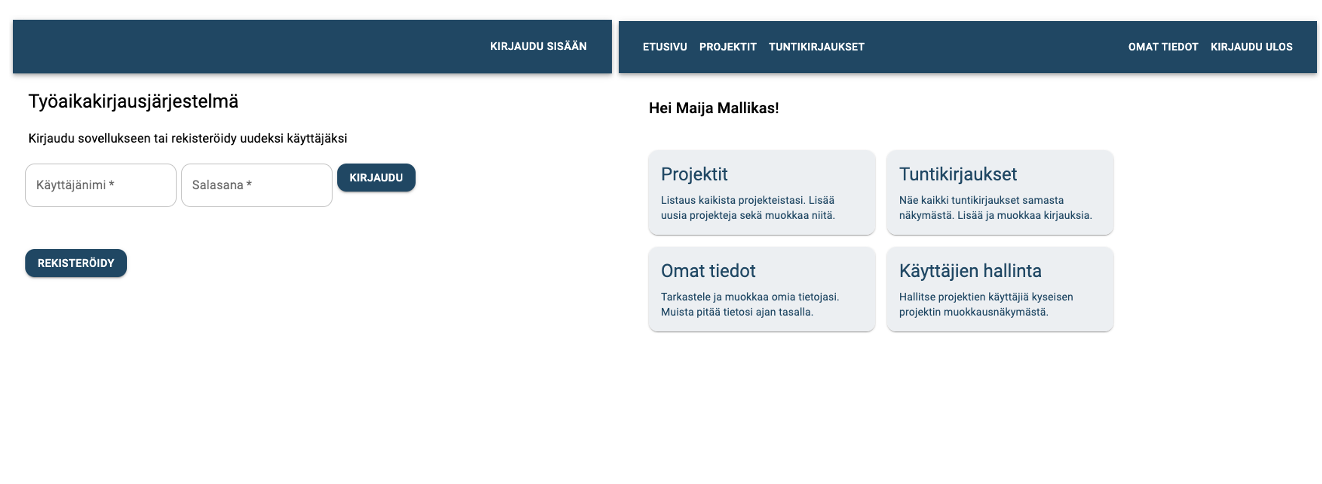 KIRJAUDU SISÄÄN
Työaikakirjausjärjestelmä
Kirjaudu sovellukseen tai rekisteröidy uudeksi käyttäjäksi
Käyttäjänimi *
Salasana *
KIRJAUDU
REKISTERÖIDY
ETUSIVU PROJEKTIT TUNTIKIRJAUKSET
OMAT TIEDOT KIRJAUDU ULOS
Hei Maija Mallikas!
Projektit
Listaus kaikista projekteistasi. Lisää
uusia projekteja sekä muokkaa niitä.
Tuntikirjaukset
Näe kaikki tuntikirjaukset samasta
näkymästä. Lisää ja muokkaa kirjauksia.
Omat tiedot
Tarkastele ja muokkaa omia tietojasi.
Muista pitää tietosi ajan tasalla.
Käyttäjien hallinta
Hallitse projektien käyttäjiä kyseisen
projektin muokkausnäkymästä.